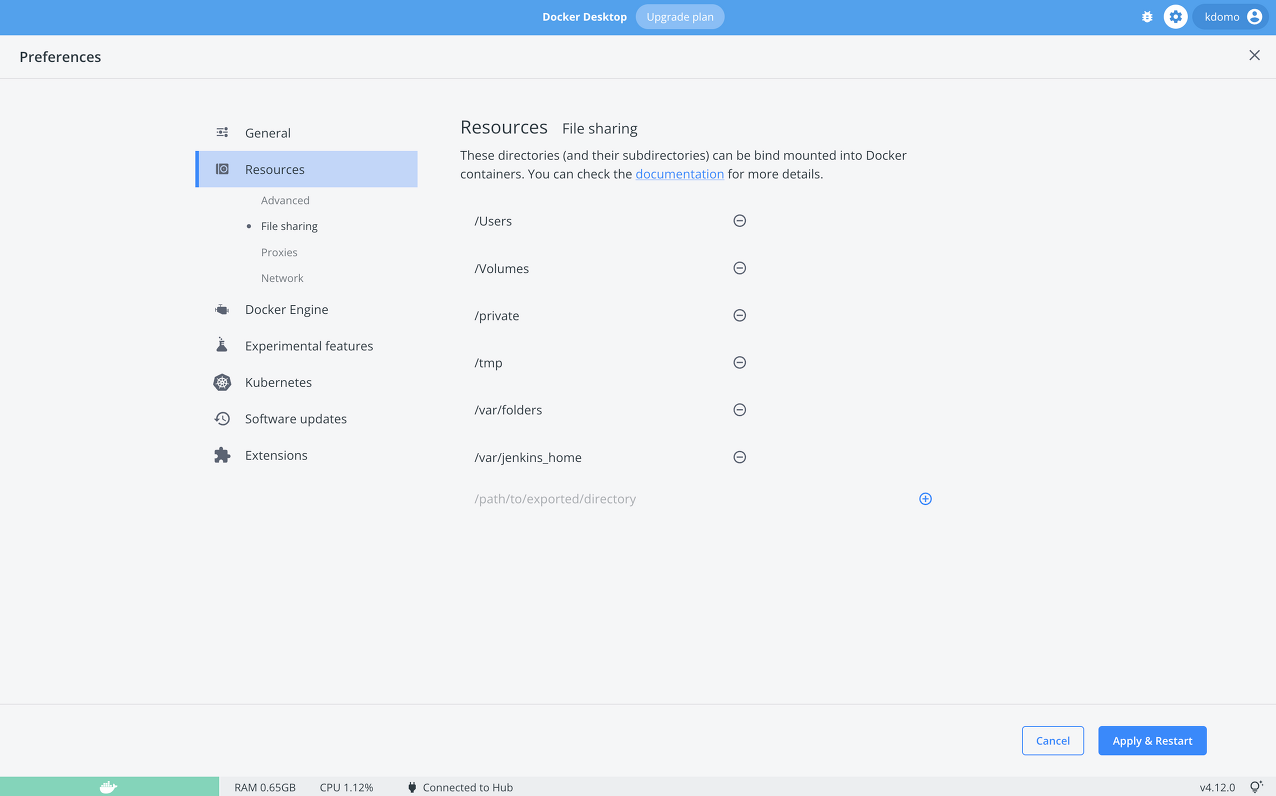 Docker Desktop Upgrade plan kdomo
Preferences
General
Resources
Advanced
File sharing
Proxies
Network
Docker Engine
Experimental features
Kubernetes
Software updates
Extensions
Resources File sharing
These directories (and their subdirectories) can be bind mounted into Docker
containers. You can check the documentation for more details.
/Users
/Volumes
/private
/tmp
/var/folders
/var/jenkins_home
/path/to/exported/directory
Cancel Apply & Restart
RAM 0.65GB CPU 1.12% Connected to Hub v4.12.0